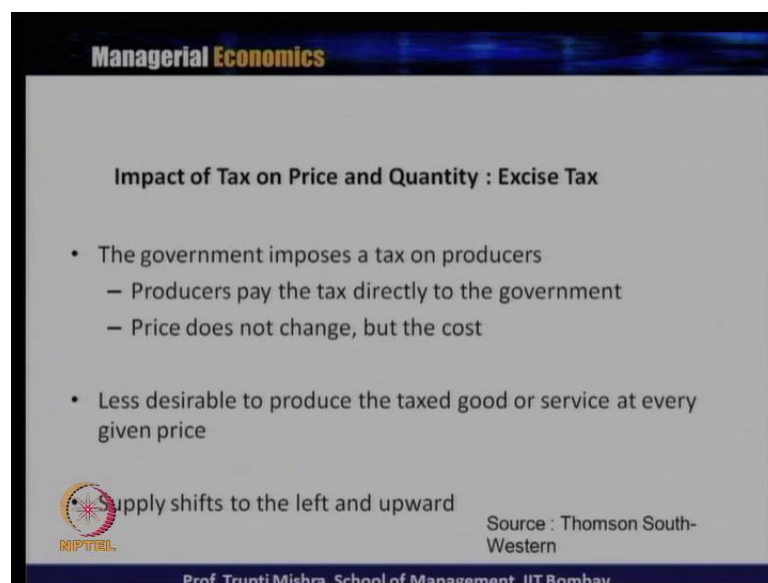 Managerial Economics
Impact of Tax on Price and Quantity : Excise Tax
• The government imposes a tax on producers
– Producers pay the tax directly to the government
– Price does not change, but the cost
• Less desirable to produce the taxed good or service at every
given price
• Supply shifts to the left and upward
Source : Thomson South-
Western
NPTEL
Prof. Trupti Mishra, School of Management, IIT Bombay